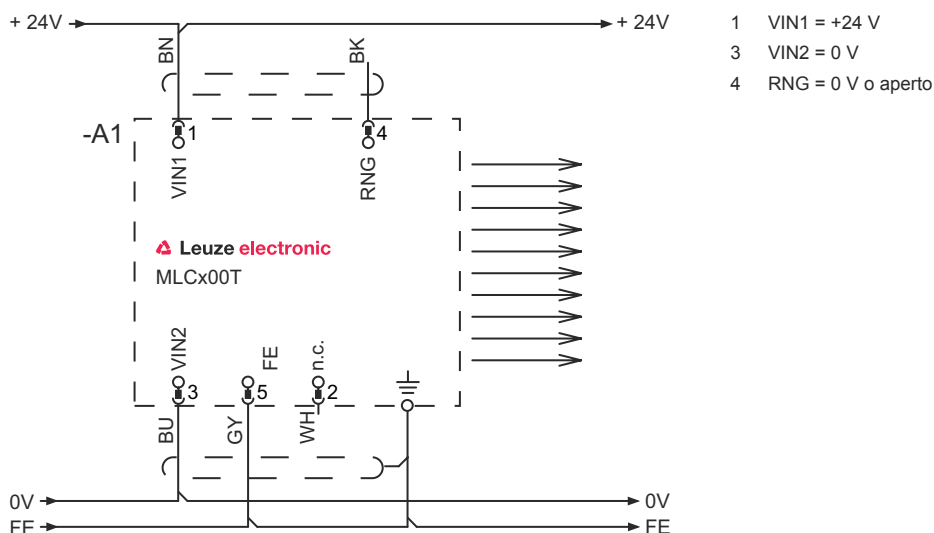 + 24V
+ 24V
1 VIN1 = +24 V
3 VIN2 = 0 V
4 RNG = 0 V o aperto
BN
BK
-A1
1
4
VIN1
RNG
Leuze electronic
MLCx00T
VIN2
FE
n.c.
3
5
2
BU
GY
WH
0V
0V
FE
FE